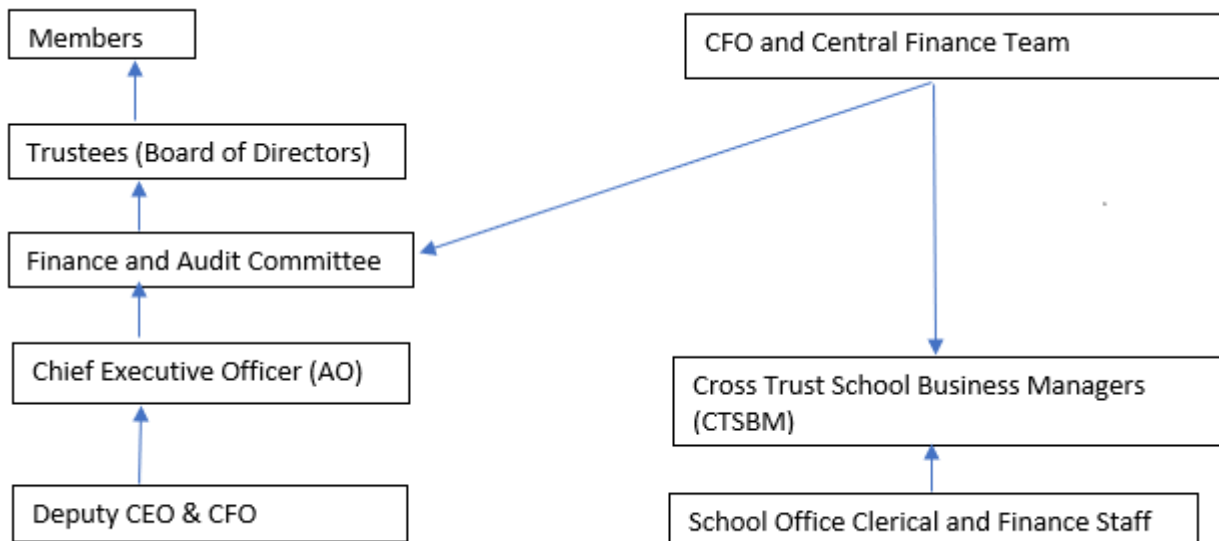 Members
CFO and Central Finance Team
Trustees (Board of Directors)
Finance and Audit Committee
Chief Executive Officer (AO)
Cross Trust School Business Managers
(CTSBM)
Deputy CEO & CFO
School Office Clerical and Finance Staff